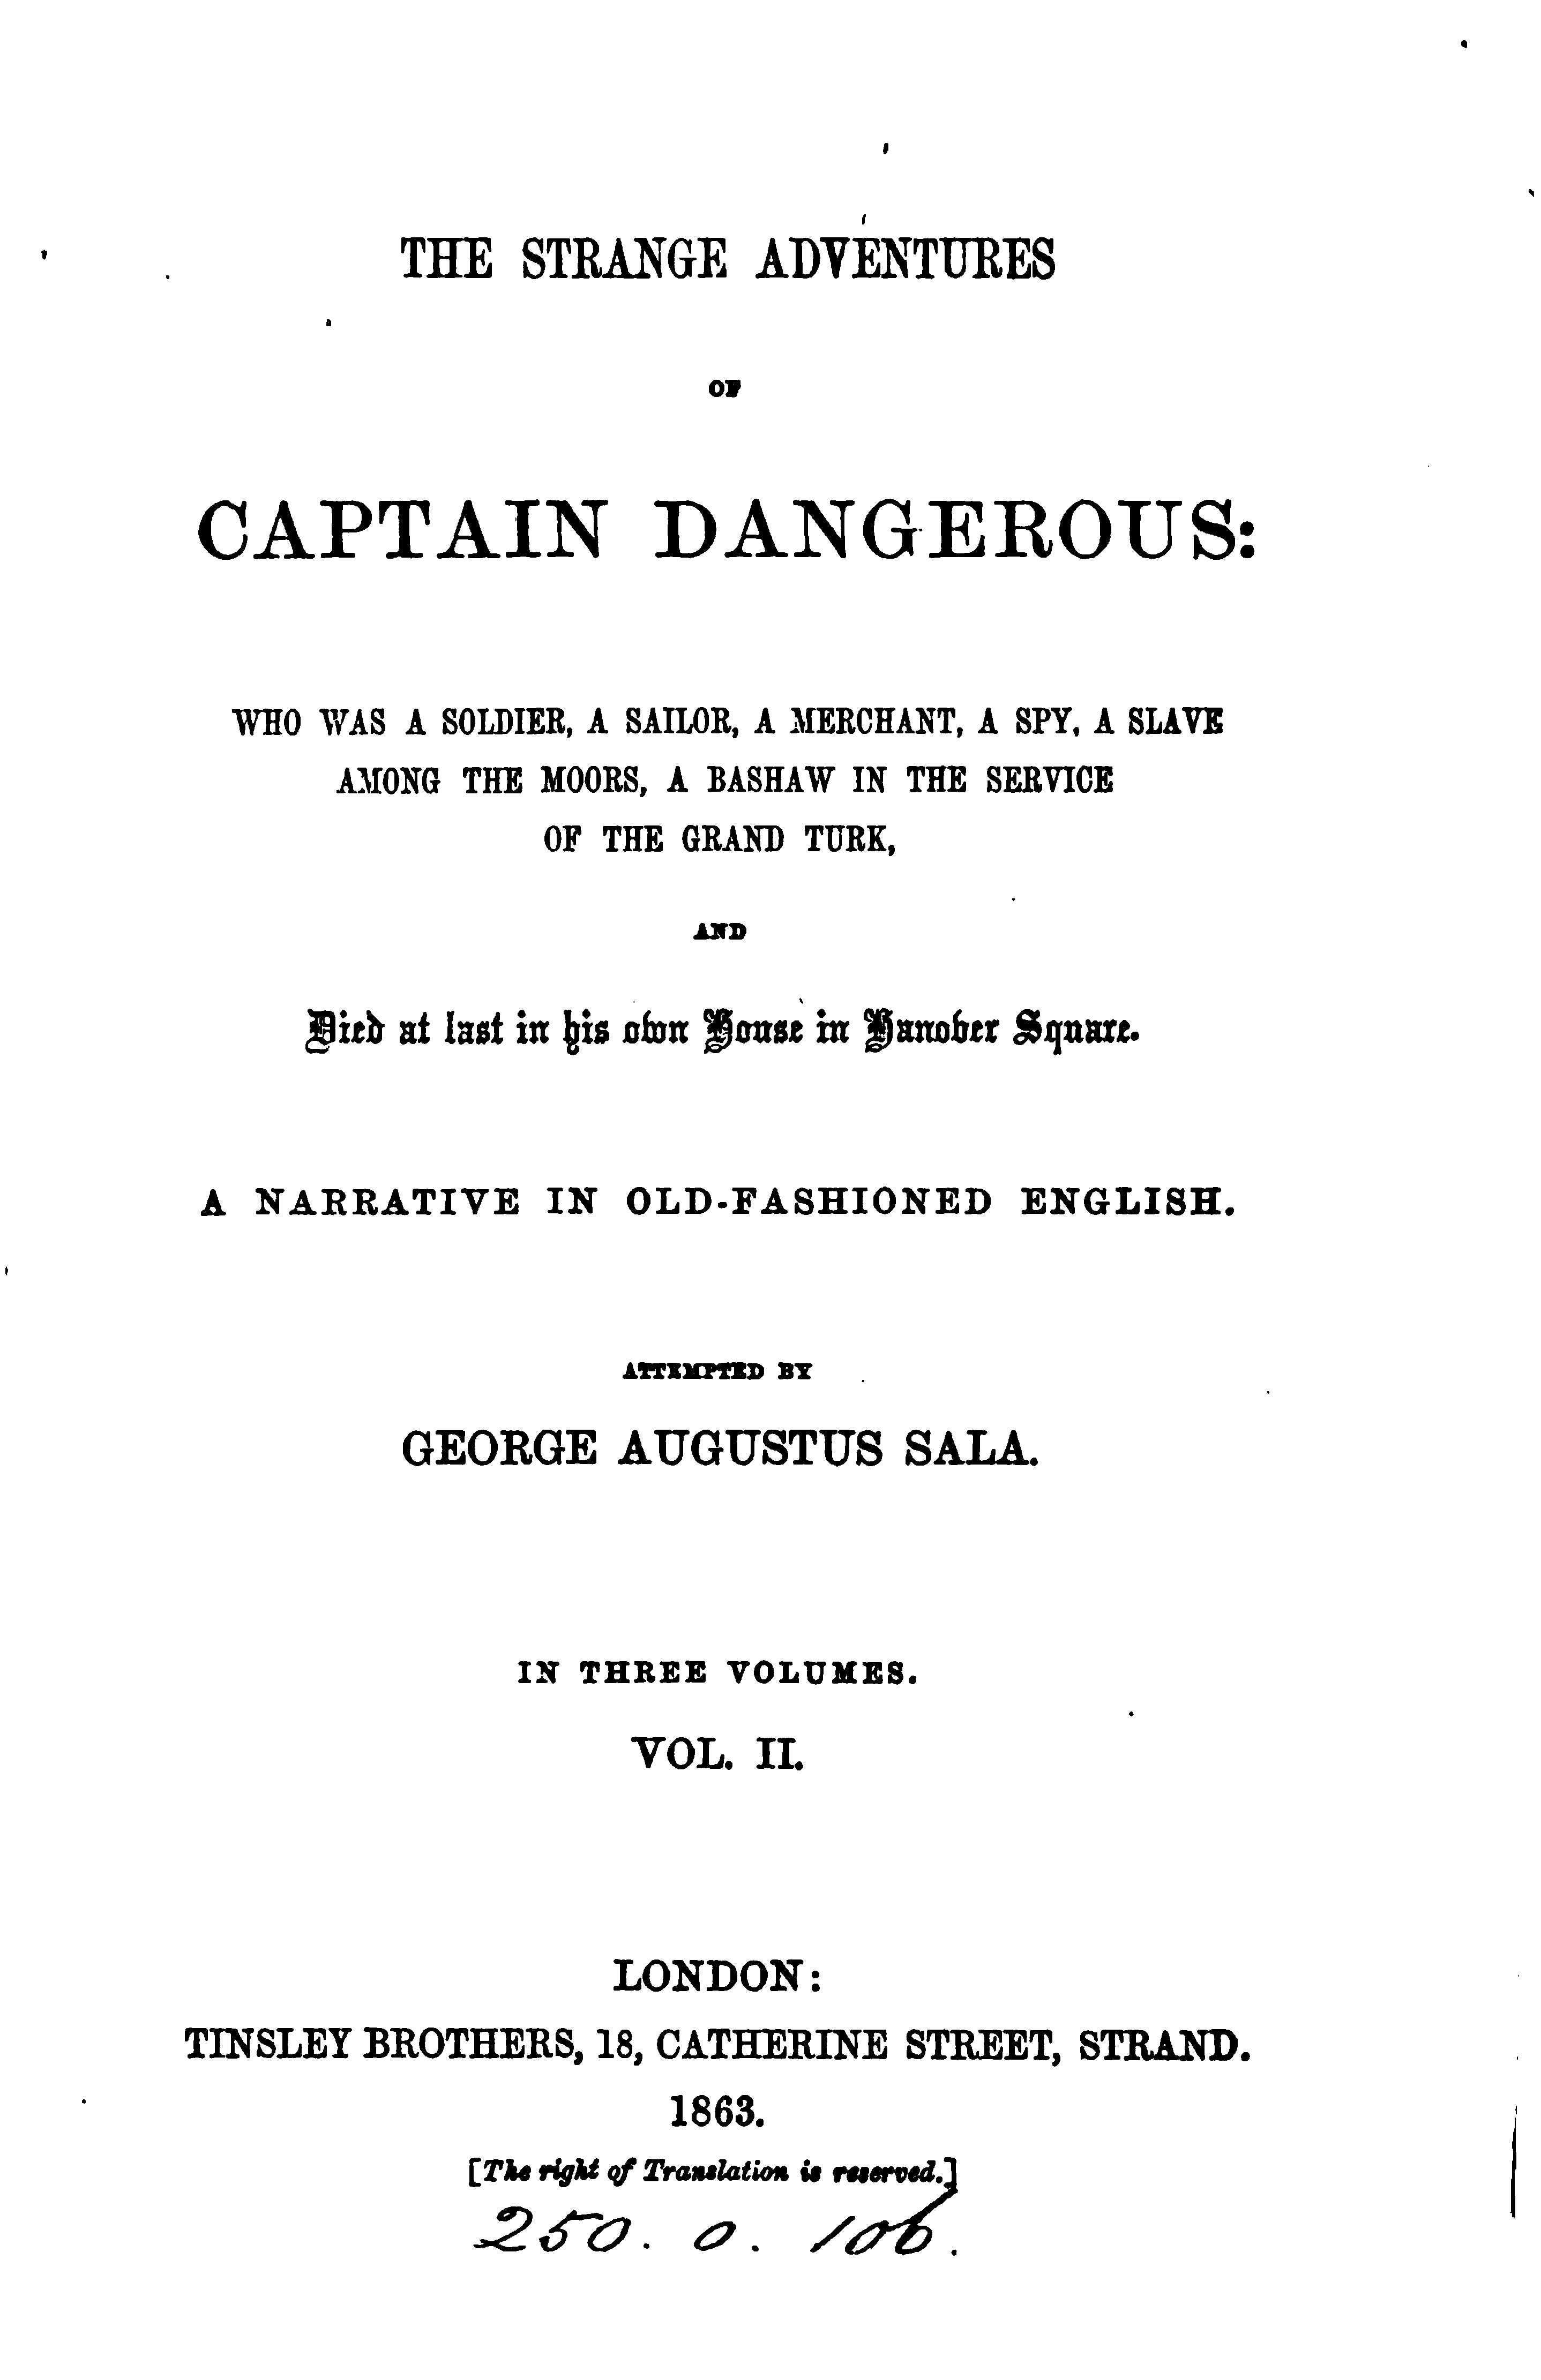 THE STRANGE ADVENTURES
OF
CAPTAIN DANGEROUS:
WHO WAS A SOLDIER, A SAILOR, A MERCHANT, A SPY, A SLAVE
AMONG THE MOORS, A BASHAW IN THE SERVICE
OF THE GRAND TURK,
AND
Died at last in his own House in Hanover Square.
A NARRATIVE IN OLD-FASHIONED ENGLISH.
ATTEMPTED BY
GEORGE AUGUSTUS SALA.
IN THREE VOLUMES.
VOL. II.
LONDON:
TINSLEY BROTHERS, 18, CATHERINE STREET, STRAND.
1863.
[The right of Translation is reserved.]
250. o. 106.